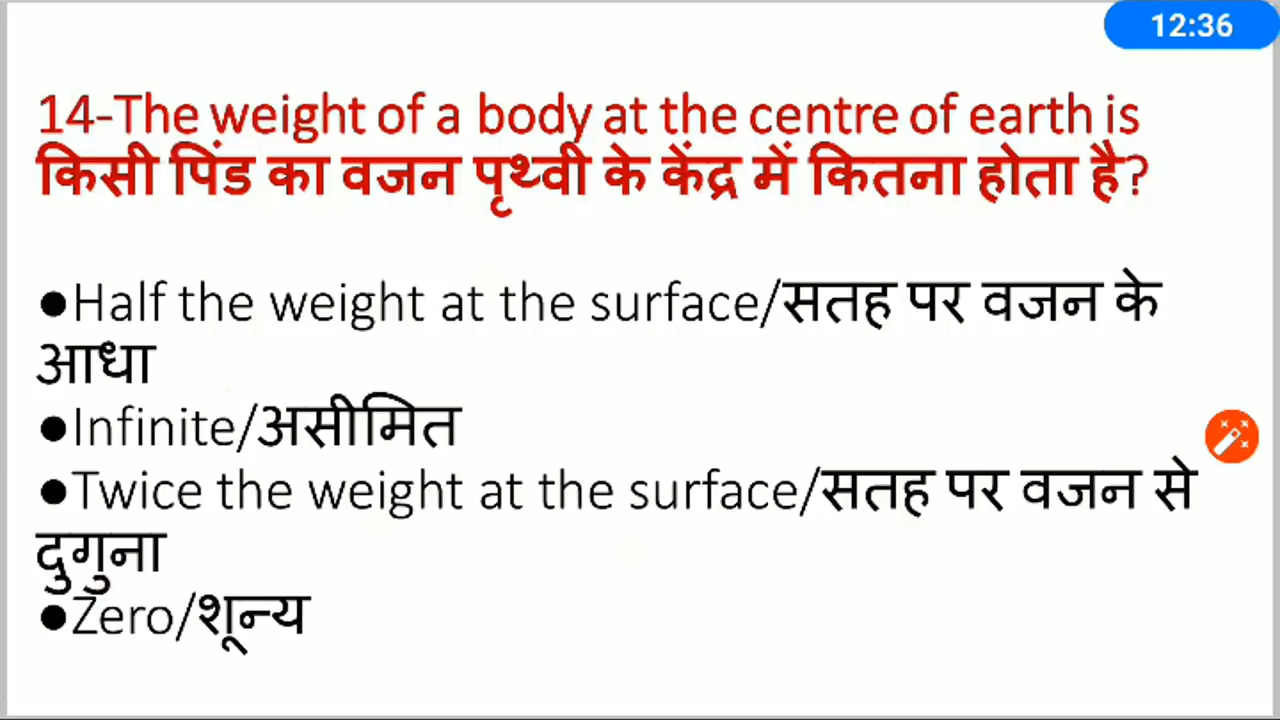 12:36
14-The weight of a body at the centre of earth is
किसी पिंड का वजन पृथ्वी के केंद्र में कितना होता है?
●Half the weight at the surface/सतह पर वजन के
आधा
●Infinite/असीमित
●Twice the weight at the surface/सतह पर वजन से
दुगुना
●Zero/शून्य